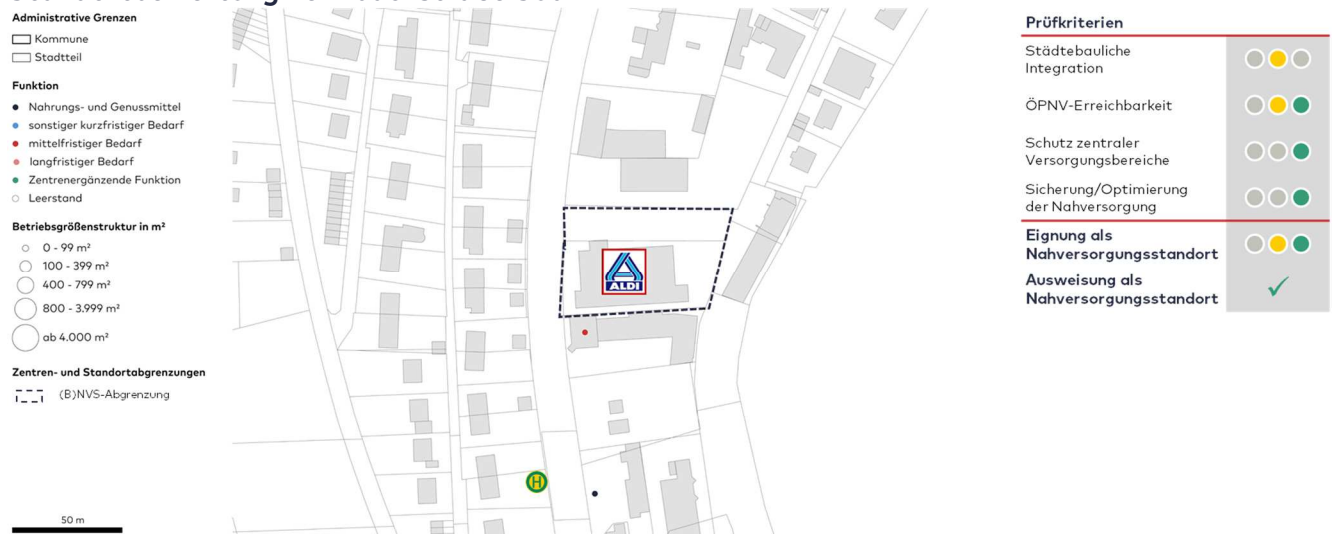 Administrative Grenzen
Kommune
Stadtteil
Funktion
Nahrungs- und Genussmittel
sonstiger kurzfristiger Bedarf
mittelfristiger Bedarf
langfristiger Bedarf
Zentrenergänzende Funktion
Leerstand
Betriebsgrößenstruktur in m²
0 - 99 m²
100 - 399 m²
400 - 799 m²
800 - 3.999 m²
ab 4.000 m²
Zentren- und Standortabgrenzungen
(B)NVS-Abgrenzung
50 m
ALDI
H
Prüfkriterien
Städtebauliche
Integration
ÖPNV-Erreichbarkeit
Schutz zentraler
Versorgungsbereiche
Sicherung/Optimierung
der Nahversorgung
Eignung als
Nahversorgungsstandort
Ausweisung als
Nahversorgungsstandort